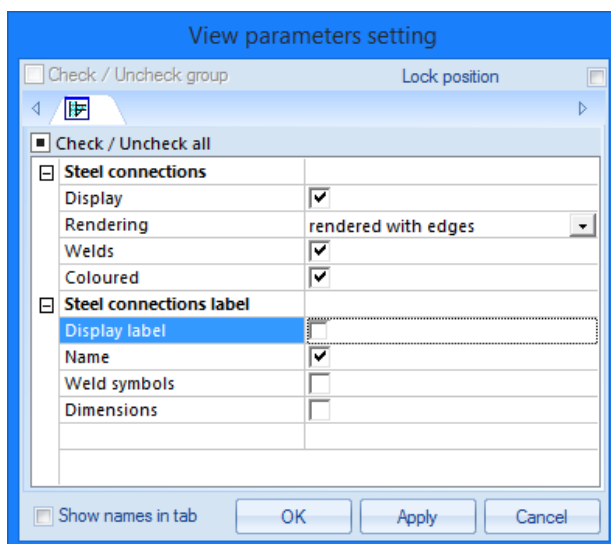 View parameters setting
Check / Uncheck group Lock position
Check / Uncheck all
Steel connections
Display
Rendering rendered with edges
Welds
Coloured
Steel connections label
Display label
Name
Weld symbols
Dimensions
Show names in tab OK Apply Cancel